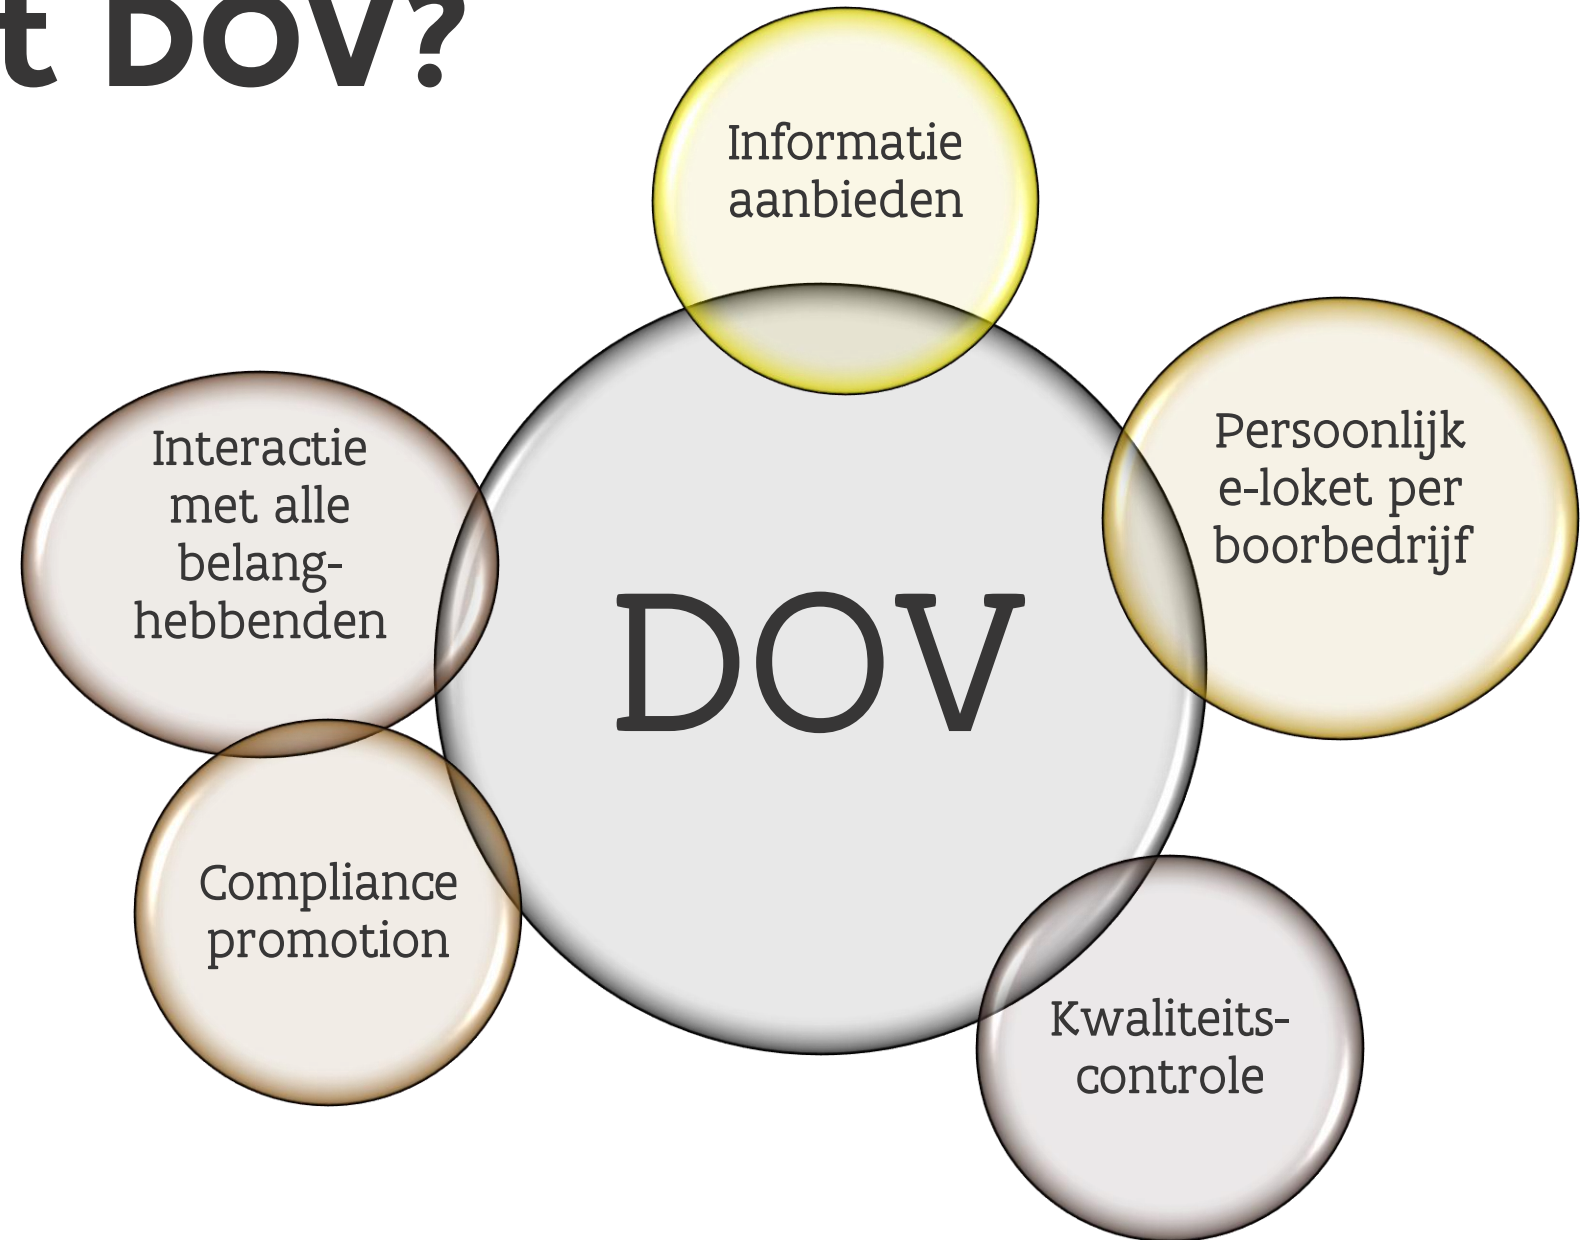 t DOV?
Informatie
aanbieden
Persoonlijk
e-loket per
boorbedrijf
Interactie
met alle
belang-
hebbenden
DOV
Compliance
promotion
Kwaliteits-
controle